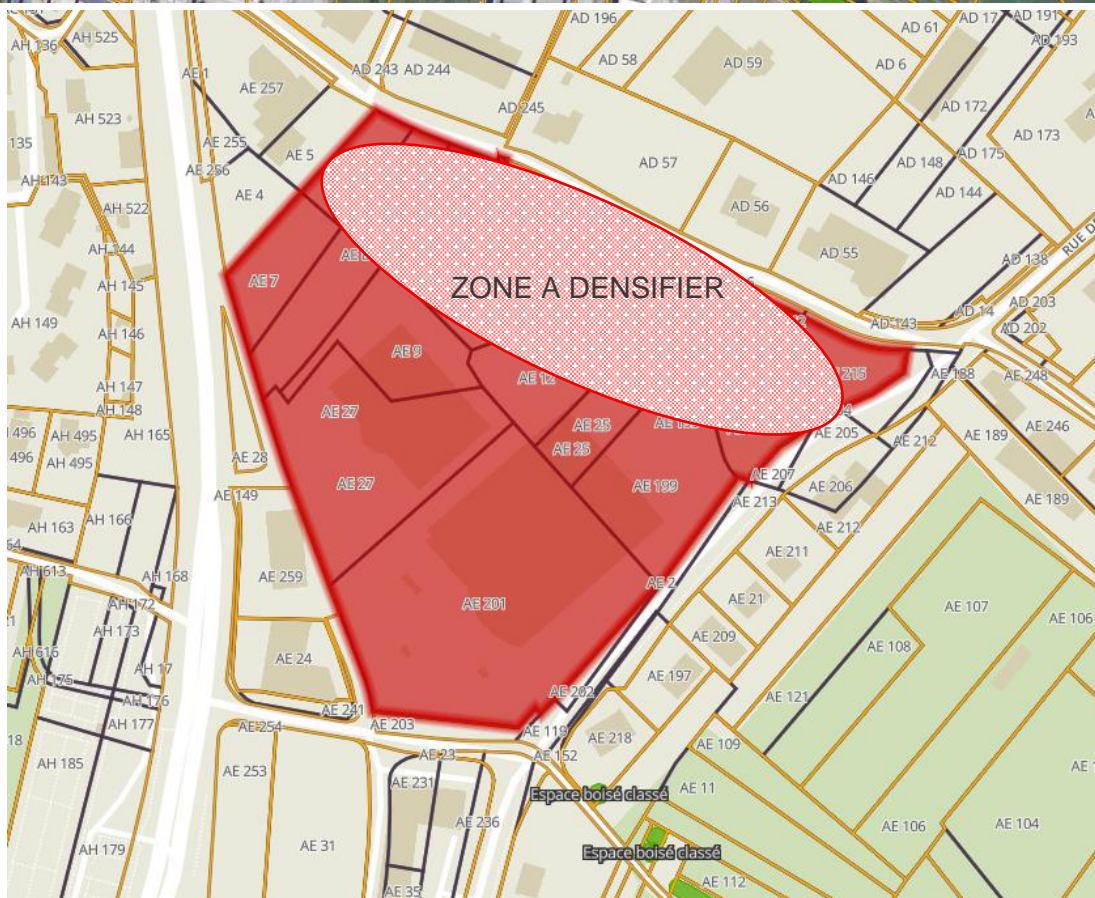 AD 196
AD 61
AD 17
AD 191
AH 136
AH 525
AD 193
AD 58
AD 59
AD 6
AE 1
AD 243
AD 244
AE 257
AD 245
AD 172
AH 523
AD 173
135
AE 255
AE 5
AD 57
AD 148
AD 175
AE 256
AH 143
AE 4
AD 146
AD 144
AH 522
AD 56
AH 144
AD 55
AD 138
AE 7
ZONE A DENSIFIER
AH 145
AD 203
AH 149
AH 146
AD 143
AD 14
AD 202
AE 9
AE 12
215
AE 188
AE 248
AH 147
AH 148
AE 27
AE 25
AE 205
AE 246
496
AH 495
AH 165
AE 212
AE 189
496
AH 495
AE 28
AE 25
AE 207
AE 27
AE 199
AE 206
AE 149
AE 213
AE 189
AH 163
AH 166
AE 212
AE 211
AH 613
AH 168
AE 259
AE 2
AH 172
AE 201
AE 21
AE 107
AE 106
AH 173
AE 209
AE 108
AH 616
AH 17
AE 24
AH 175
AE 197
AE 202
AE 121
AH 176
AE 241
AH 177
AE 254
AE 203
AE 119
AE 218
AE 109
AH 185
AE 23
AE 152
AE 253
AE 231
Espace boisé classé
AE 11
AE 236
AE 106
AE 104
AH 179
AE 31
Espace boisé classé
AE 35
AE 112